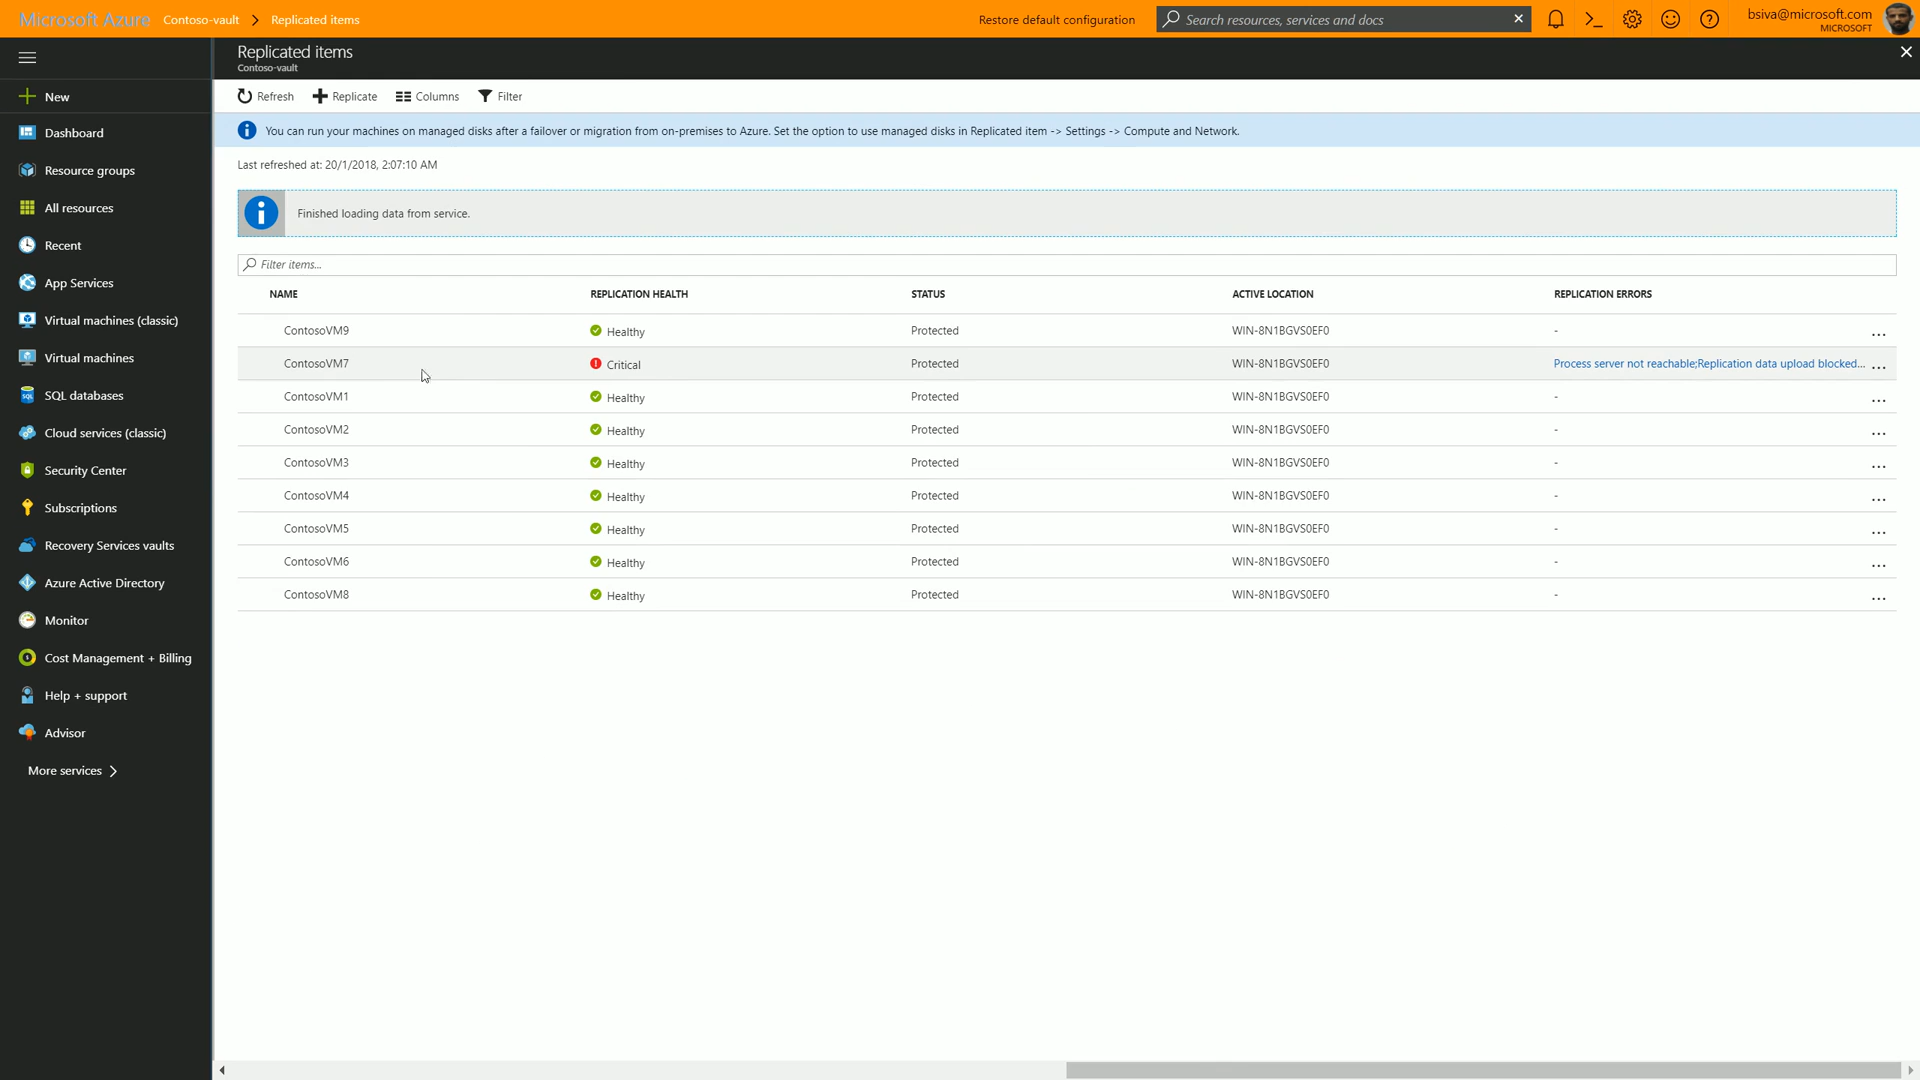 Microsoft Azure Contoso-vault Replicated items Restore default configuration Search resources, services and docs bsiva@microsoft.com
MICROSOFT
Replicated items
Contoso-vault
New
Dashboard
Resource groups
All resources
Recent
App Services
Virtual machines (classic)
Virtual machines
SQL databases
Cloud services (classic)
Security Center
Subscriptions
Recovery Services vaults
Azure Active Directory
Monitor
Cost Management + Billing
Help + support
Advisor
More services
Refresh Replicate Columns Filter
You can run your machines on managed disks after a failover or migration from on-premises to Azure. Set the option to use managed disks in Replicated item -> Settings -> Compute and Network.
Last refreshed at: 20/1/2018, 2:07:10 AM
Finished loading data from service.
Filter items...
NAME REPLICATION HEALTH STATUS ACTIVE LOCATION REPLICATION ERRORS
ContosoVM9 Healthy Protected WIN-8N1BGVS0EF0 - ...
ContosoVM7 Critical Protected WIN-8N1BGVS0EF0 Process server not reachable;Replication data upload blocked... ...
ContosoVM1 Healthy Protected WIN-8N1BGVS0EF0 - ...
ContosoVM2 Healthy Protected WIN-8N1BGVS0EF0 - ...
ContosoVM3 Healthy Protected WIN-8N1BGVS0EF0 - ...
ContosoVM4 Healthy Protected WIN-8N1BGVS0EF0 - ...
ContosoVM5 Healthy Protected WIN-8N1BGVS0EF0 - ...
ContosoVM6 Healthy Protected WIN-8N1BGVS0EF0 - ...
ContosoVM8 Healthy Protected WIN-8N1BGVS0EF0 - ...